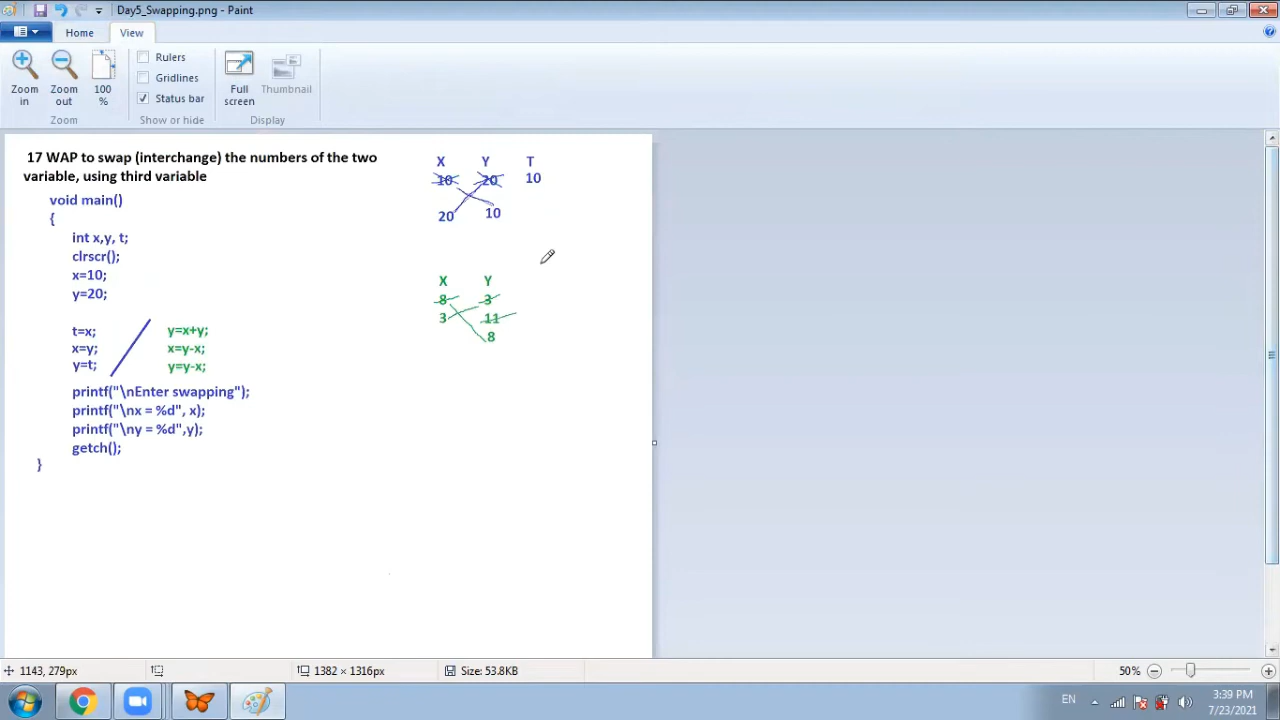 Day5_Swapping.png - Paint
Home View
Zoom in
Zoom out
100 %
Rulers
Gridlines
Status bar
Full screen
Thumbnail
Zoom
Show or hide
Display
17 WAP to swap (interchange) the numbers of the two
variable, using third variable
void main()
{
int x,y, t;
clrscr();
x=10;
y=20;
t=x;
x=y;
y=t;
y=x+y;
x=y-x;
y=y-x;
printf("\nEnter swapping");
printf("\nx = %d", x);
printf("\ny = %d",y);
getch();
}
X Y T
10 20 10
20 10
X Y
8 3
3 11
8
1143, 279px
1382 × 1316px
Size: 53.8KB
50%
EN
3:39 PM
7/23/2021